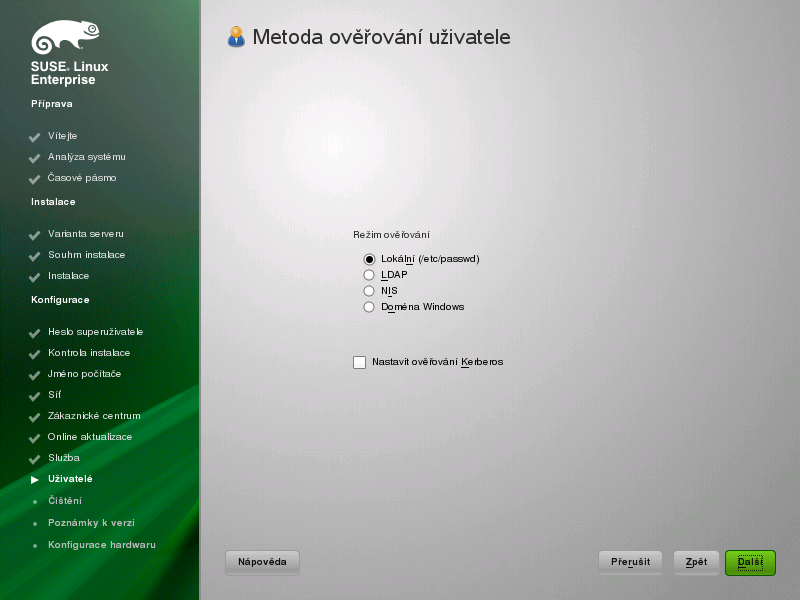 SUSE® Linux
Enterprise
Příprava
Vítejte
Analýza systému
Časové pásmo
Instalace
Varianta serveru
Souhrn instalace
Instalace
Konfigurace
Heslo superuživatele
Kontrola instalace
Jméno počítače
Síť
Zákaznické centrum
Online aktualizace
Služba
Uživatelé
Čištění
Poznámky k verzi
Konfigurace hardwaru
Metoda ověřování uživatele
Režim ověřování
Lokální (/etc/passwd)
LDAP
NIS
Doména Windows
Nastavit ověřování Kerberos
Nápověda
Přerušit
Zpět
Další